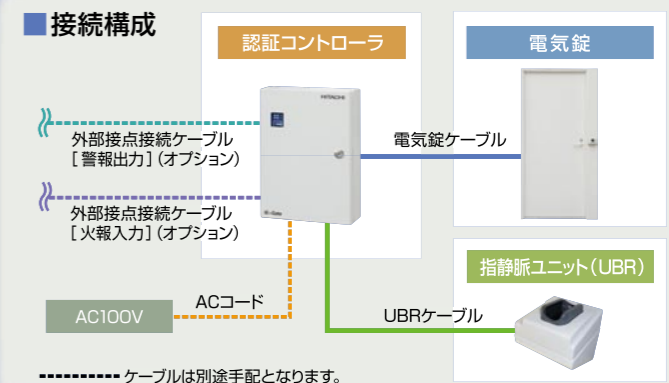 ■接続構成
認証コントローラ
電気錠
HITACHI
外部接点接続ケーブル
[警報出力](オプション)
電気錠ケーブル
外部接点接続ケーブル
[火報入力](オプション)
指静脈ユニット(UBR)
ACコード
AC100V
UBRケーブル
ケーブルは別途手配となります。